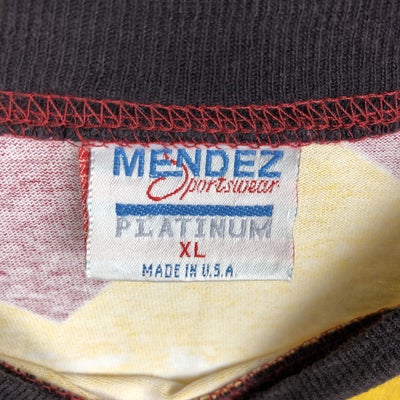 MENDEZ
Sportswear
PLATINUM
XL
MADE IN U.S.A.